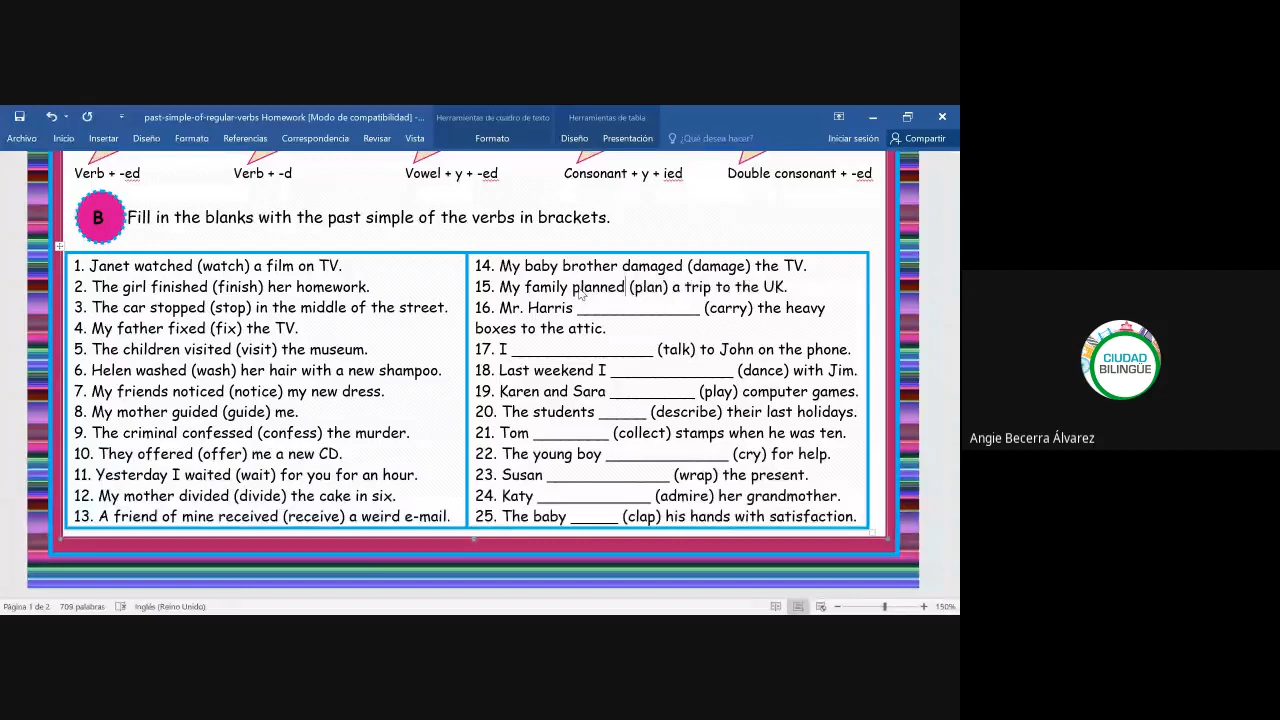 past-simple-of-regular-verbs Homework [Modo de compatibilidad] -...
Herramientas de cuadro de texto
Herramientas de tabla
Archivo Inicio Insertar Diseño Formato Referencias Correspondencia Revisar Vista Formato Diseño Presentación ¿Qué desea hacer? Iniciar sesión Compartir
Verb + -ed Verb + -d Vowel + y + -ed Consonant + y + ied Double consonant + -ed
B Fill in the blanks with the past simple of the verbs in brackets.
1. Janet watched (watch) a film on TV.
2. The girl finished (finish) her homework.
3. The car stopped (stop) in the middle of the street.
4. My father fixed (fix) the TV.
5. The children visited (visit) the museum.
6. Helen washed (wash) her hair with a new shampoo.
7. My friends noticed (notice) my new dress.
8. My mother guided (guide) me.
9. The criminal confessed (confess) the murder.
10. They offered (offer) me a new CD.
11. Yesterday I waited (wait) for you for an hour.
12. My mother divided (divide) the cake in six.
13. A friend of mine received (receive) a weird e-mail.
14. My baby brother damaged (damage) the TV.
15. My family planned (plan) a trip to the UK.
16. Mr. Harris ______________ (carry) the heavy
boxes to the attic.
17. I ________________ (talk) to John on the phone.
18. Last weekend I ______________ (dance) with Jim.
19. Karen and Sara __________ (play) computer games.
20. The students _____ (describe) their last holidays.
21. Tom ________ (collect) stamps when he was ten.
22. The young boy ______________ (cry) for help.
23. Susan ______________ (wrap) the present.
24. Katy _____________ (admire) her grandmother.
25. The baby _____ (clap) his hands with satisfaction.
Página 1 de 2 709 palabras Inglés (Reino Unido) 150%
CIUDAD
BILINGÜE
Angie Becerra Álvarez